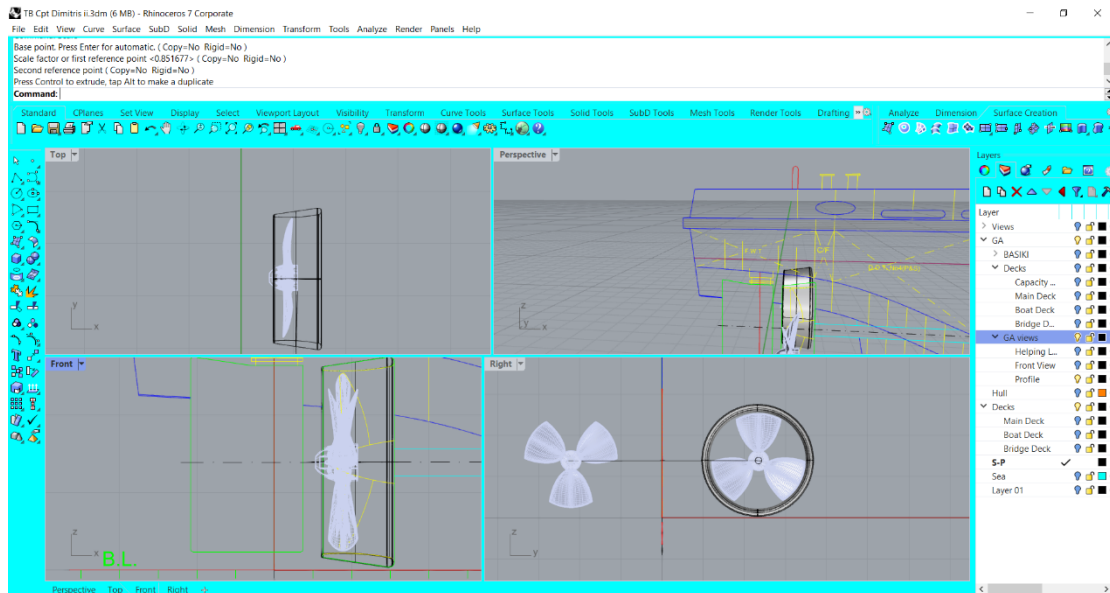 TB Cpt Dimitris ii.3dm (6 MB) - Rhinoceros 7 Corporate
File Edit View Curve Surface SubD Solid Mesh Dimension Transform Tools Analyze Render Panels Help
Base point. Press Enter for automatic. ( Copy=No Rigid=No )
Scale factor or first reference point <0.851677> ( Copy=No Rigid=No )
Second reference point ( Copy=No Rigid=No )
Press Control to extrude, tap Alt to make a duplicate
Command:
Standard CPlanes Set View Display Select Viewport Layout Visibility Transform Curve Tools Surface Tools Solid Tools SubD Tools Mesh Tools Render Tools Drafting Analyze Dimension Surface Creation
Top
y
x
Perspective
z
y x
Front
z
x
B.L.
Right
z
y
Layers
Layer
Views
GA
BASIKI
Decks
Capacity ...
Main Deck
Boat Deck
Bridge D...
GA views
Helping L...
Front View
Profile
Hull
Decks
Main Deck
Boat Deck
Bridge Deck
S-P
Sea
Layer 01
Perspective Top Front Right